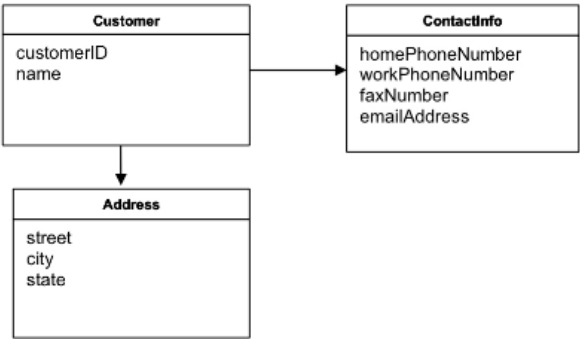 Customer
customerID
name
ContactInfo
homePhoneNumber
workPhoneNumber
faxNumber
emailAddress
Address
street
city
state